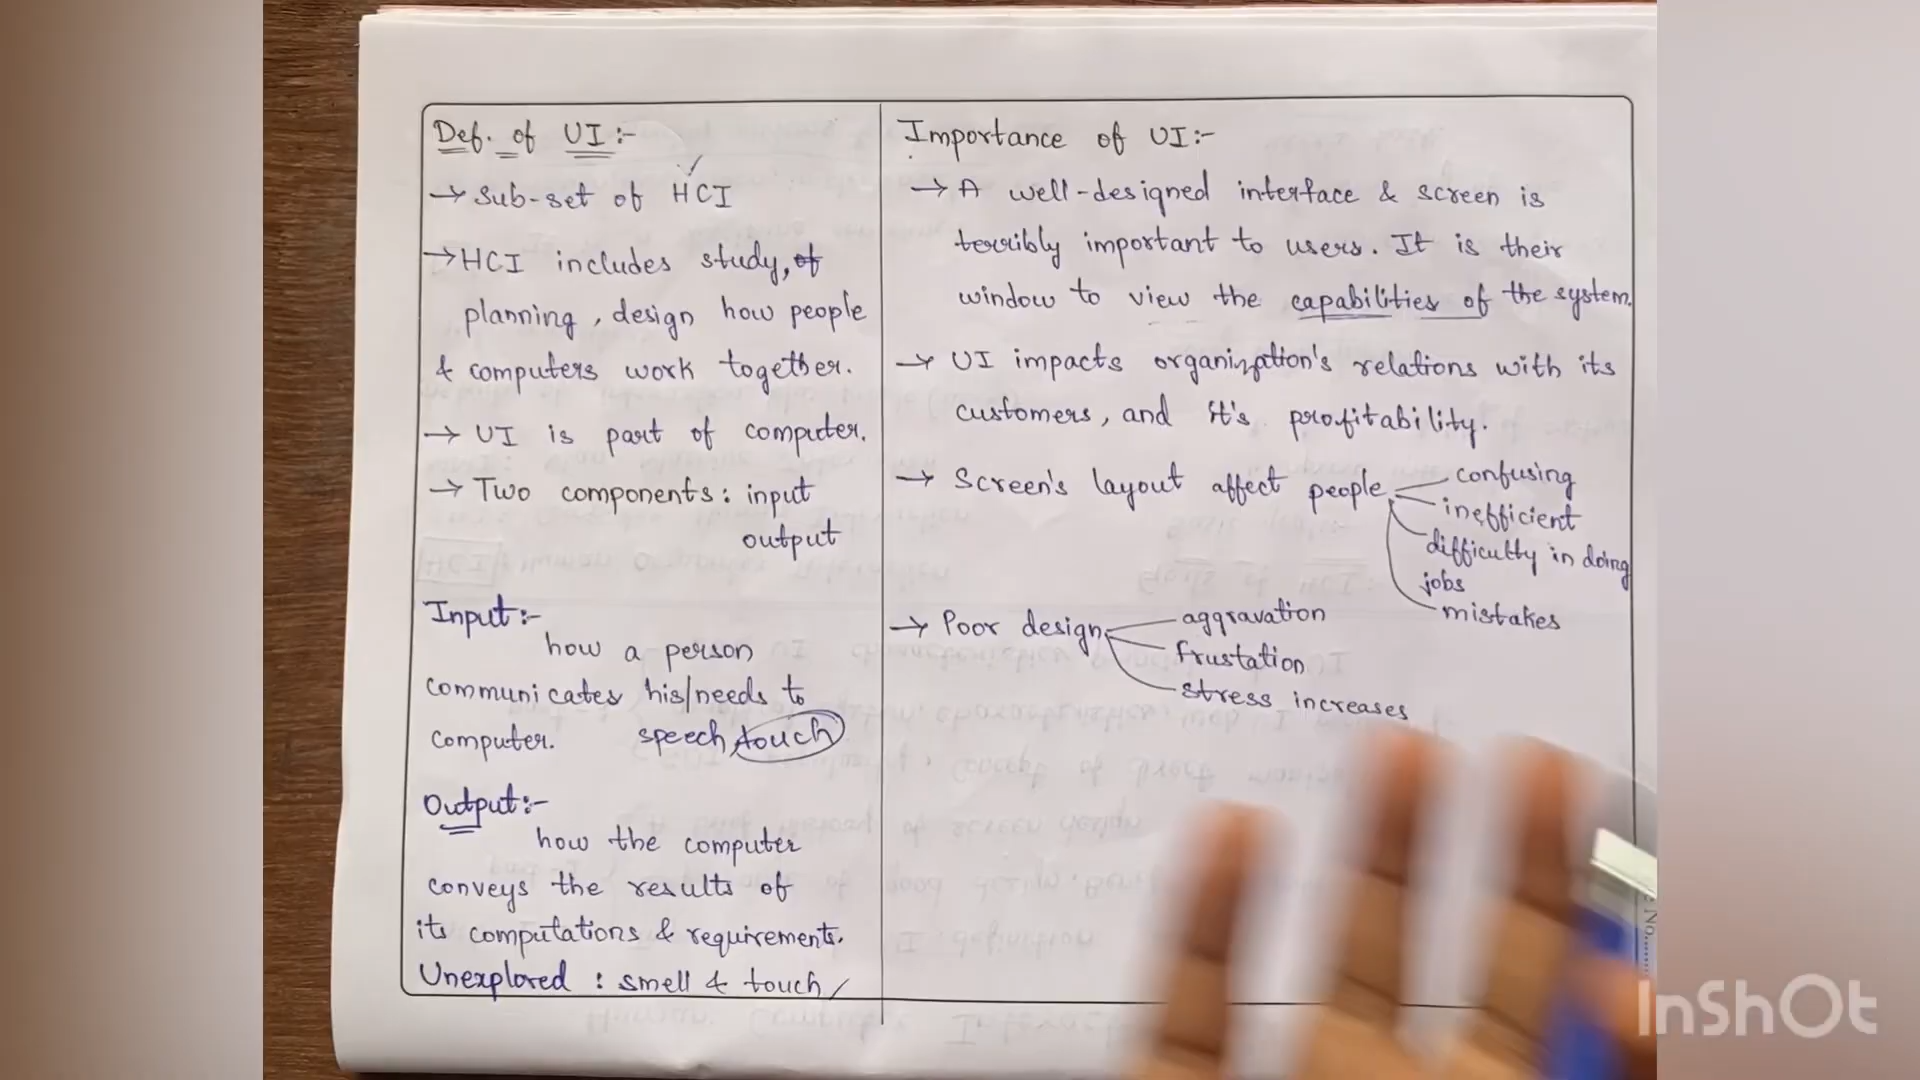 Def. of UI:-
→ Sub-set of HCI
→ HCI includes study, of
planning, design how people
& computers work together.
→ UI is part of computer.
→ Two components: input
output
Input:-
how a person
communicates his/needs to
computer. speech, touch
Output:-
how the computer
conveys the results of
its computations & requirements.
Unexplored : smell & touch /
Importance of UI:-
→ A well-designed interface & screen is
terribly important to users. It is their
window to view the capabilities of the system.
→ UI impacts organization's relations with its
customers, and it's profitability.
→ Screen's layout affect people
confusing
inefficient
difficulty in doing
jobs
mistakes
→ Poor design
aggravation
frustation
stress increases
No.......
InShOt